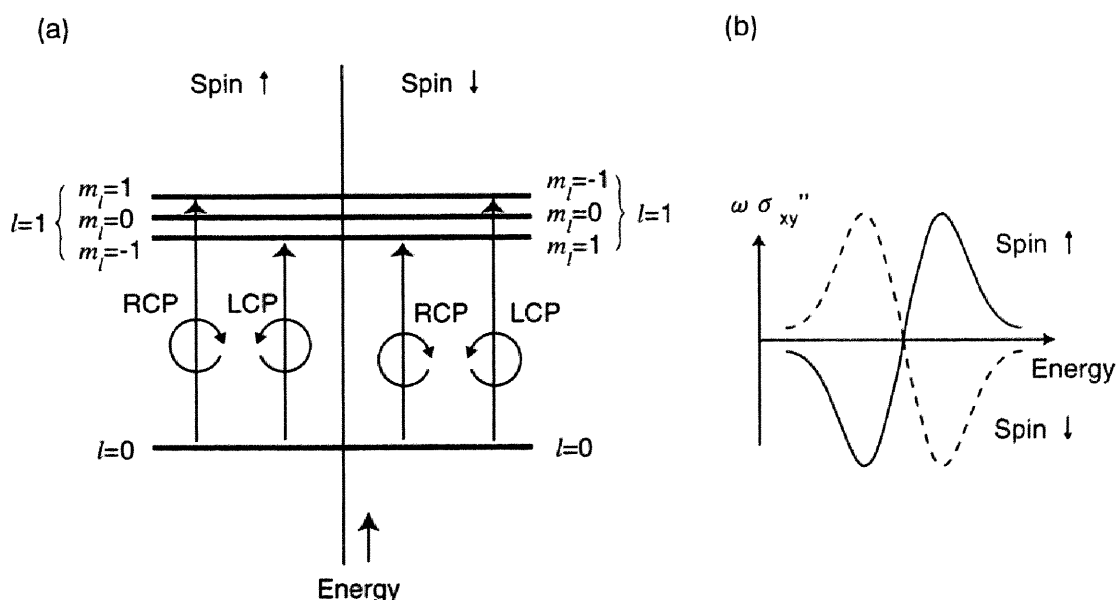 (a)
Spin ↑
Spin ↓
m_l=1
m_l=0
m_l=-1
l=1
m_l=-1
m_l=0
m_l=1
l=1
RCP
LCP
RCP
LCP
l=0
l=0
Energy
(b)
ω σ_xy''
Spin ↑
Energy
Spin ↓